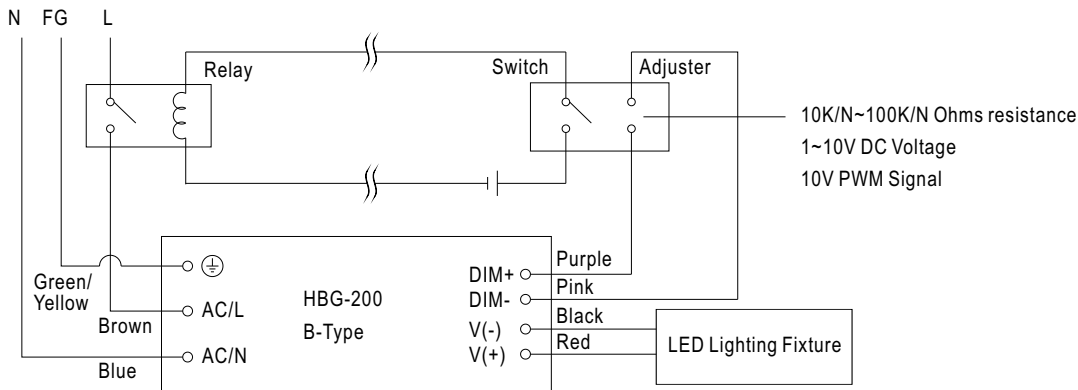 N FG L
Relay
Switch
Adjuster
10K/N~100K/N Ohms resistance
1~10V DC Voltage
10V PWM Signal
Green/
Yellow
Brown
Blue
AC/L
AC/N
HBG-200
B-Type
DIM+
DIM-
V(-)
V(+)
Purple
Pink
Black
Red
LED Lighting Fixture